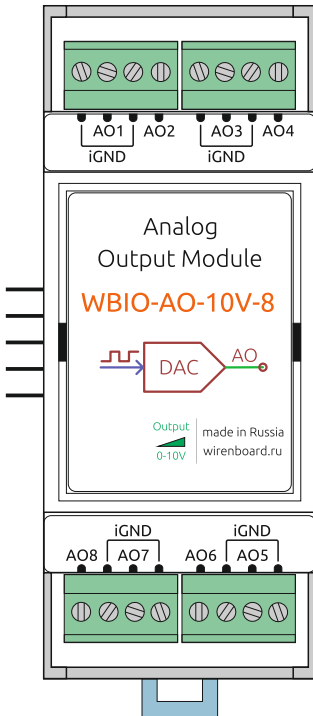 AO1 AO2 AO3 AO4
iGND iGND
Analog
Output Module
WBIO-AO-10V-8
DAC AO
Output
0-10V
made in Russia
wirenboard.ru
iGND iGND
AO8 AO7 AO6 AO5